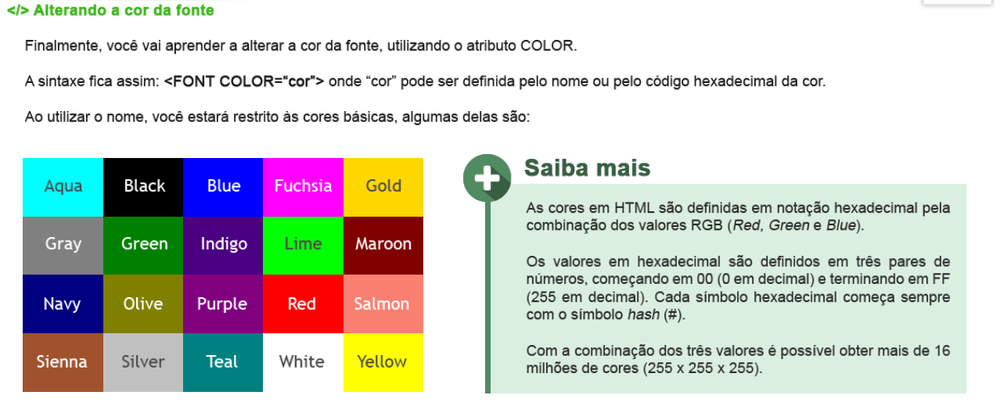 </> Alterando a cor da fonte
Finalmente, você vai aprender a alterar a cor da fonte, utilizando o atributo COLOR.
A sintaxe fica assim: <FONT COLOR=“cor”> onde “cor” pode ser definida pelo nome ou pelo código hexadecimal da cor.
Ao utilizar o nome, você estará restrito às cores básicas, algumas delas são:
Aqua Black Blue Fuchsia Gold
Gray Green Indigo Lime Maroon
Navy Olive Purple Red Salmon
Sienna Silver Teal White Yellow
Saiba mais
As cores em HTML são definidas em notação hexadecimal pela
combinação dos valores RGB (Red, Green e Blue).
Os valores em hexadecimal são definidos em três pares de
números, começando em 00 (0 em decimal) e terminando em FF
(255 em decimal). Cada símbolo hexadecimal começa sempre
com o símbolo hash (#).
Com a combinação dos três valores é possível obter mais de 16
milhões de cores (255 x 255 x 255).